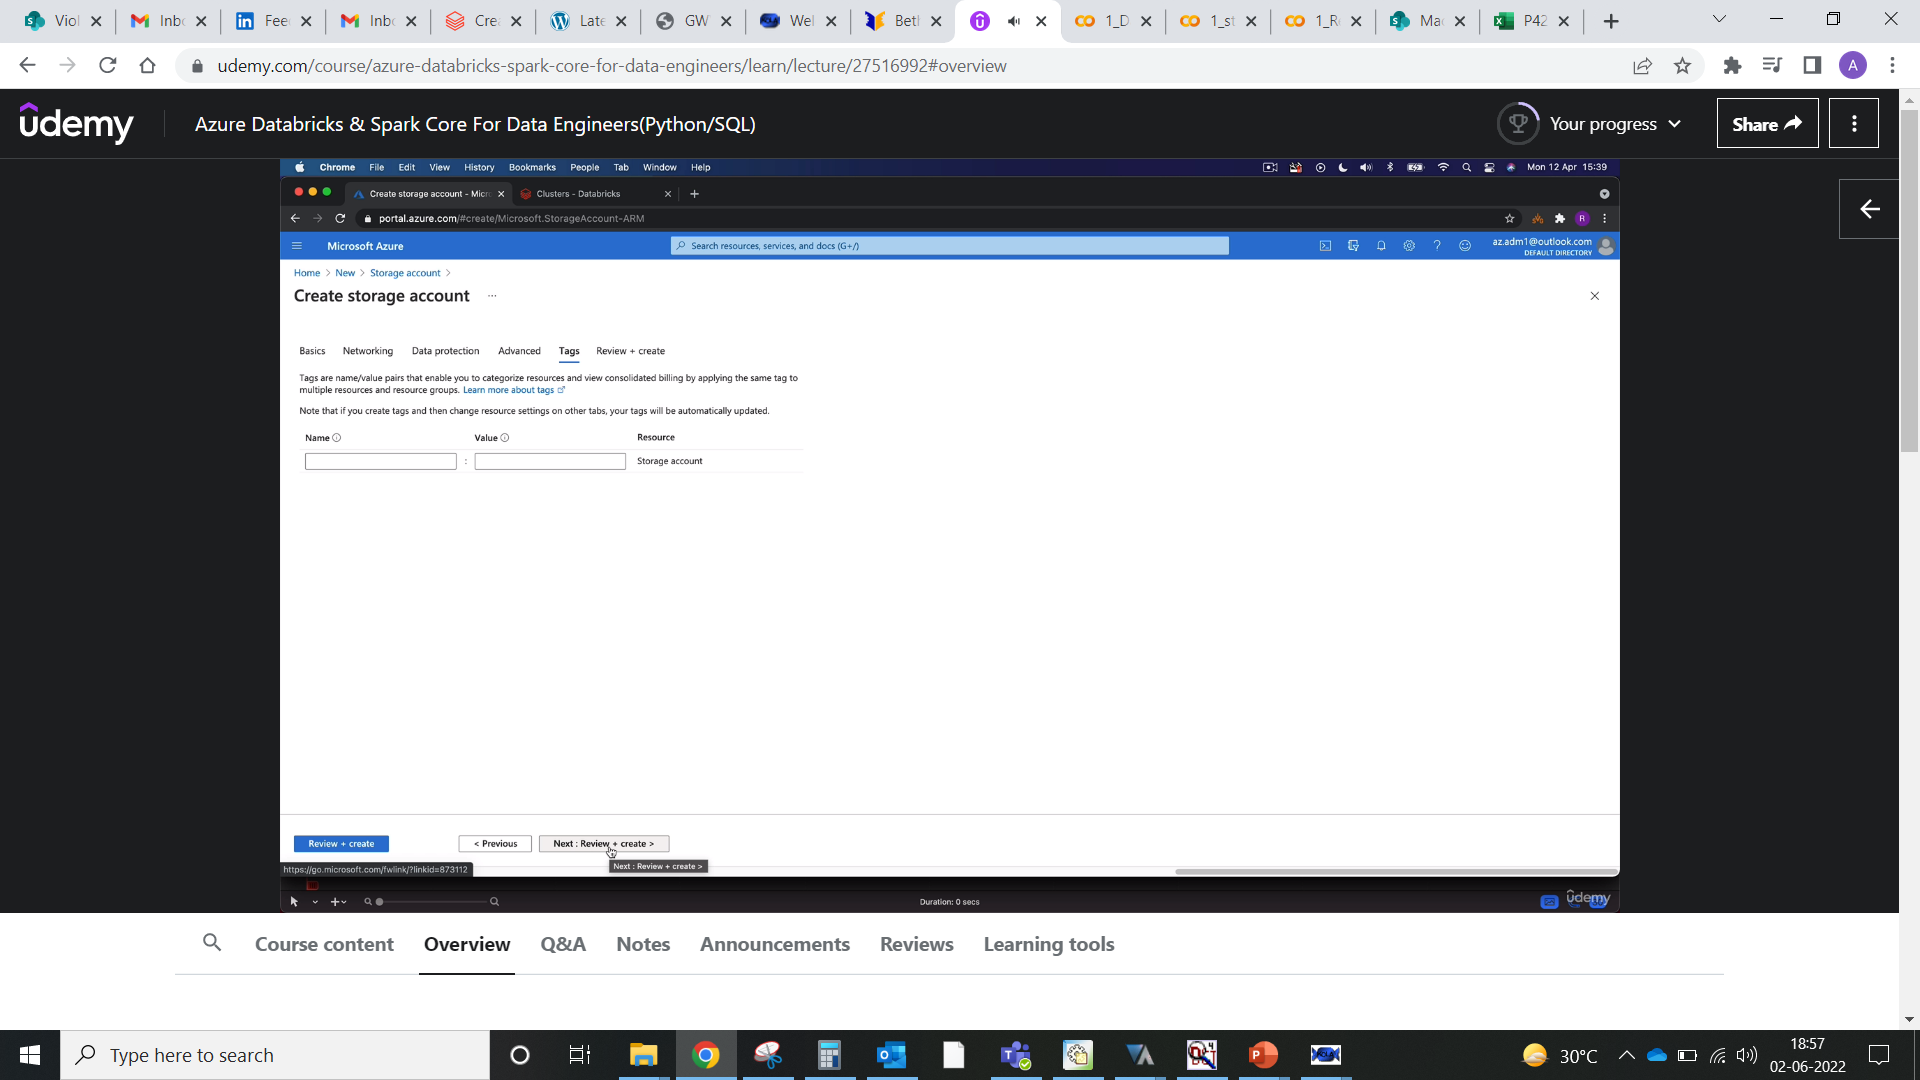 Viol Inbo Feed Inbo Crea Late GW Wel Beth 1_D 1_st 1_Re Mac P42
udemy.com/course/azure-databricks-spark-core-for-data-engineers/learn/lecture/27516992#overview
A
ûdemy
Azure Databricks & Spark Core For Data Engineers(Python/SQL)
Your progress
Share
Chrome File Edit View History Bookmarks People Tab Window Help
Mon 12 Apr 15:39
Create storage account - Micr
Clusters - Databricks
portal.azure.com/#create/Microsoft.StorageAccount-ARM
R
Microsoft Azure
Search resources, services, and docs (G+/)
az.adm1@outlook.com
DEFAULT DIRECTORY
Home > New > Storage account >
Create storage account ...
Basics Networking Data protection Advanced Tags Review + create
Tags are name/value pairs that enable you to categorize resources and view consolidated billing by applying the same tag to
multiple resources and resource groups. Learn more about tags
Note that if you create tags and then change resource settings on other tabs, your tags will be automatically updated.
Name Value Resource
: Storage account
Review + create
< Previous
Next : Review + create >
https://go.microsoft.com/fwlink/?linkid=873112
Next : Review + create >
Duration: 0 secs
ûdemy
Course content Overview Q&A Notes Announcements Reviews Learning tools
Type here to search
30°C
18:57
02-06-2022